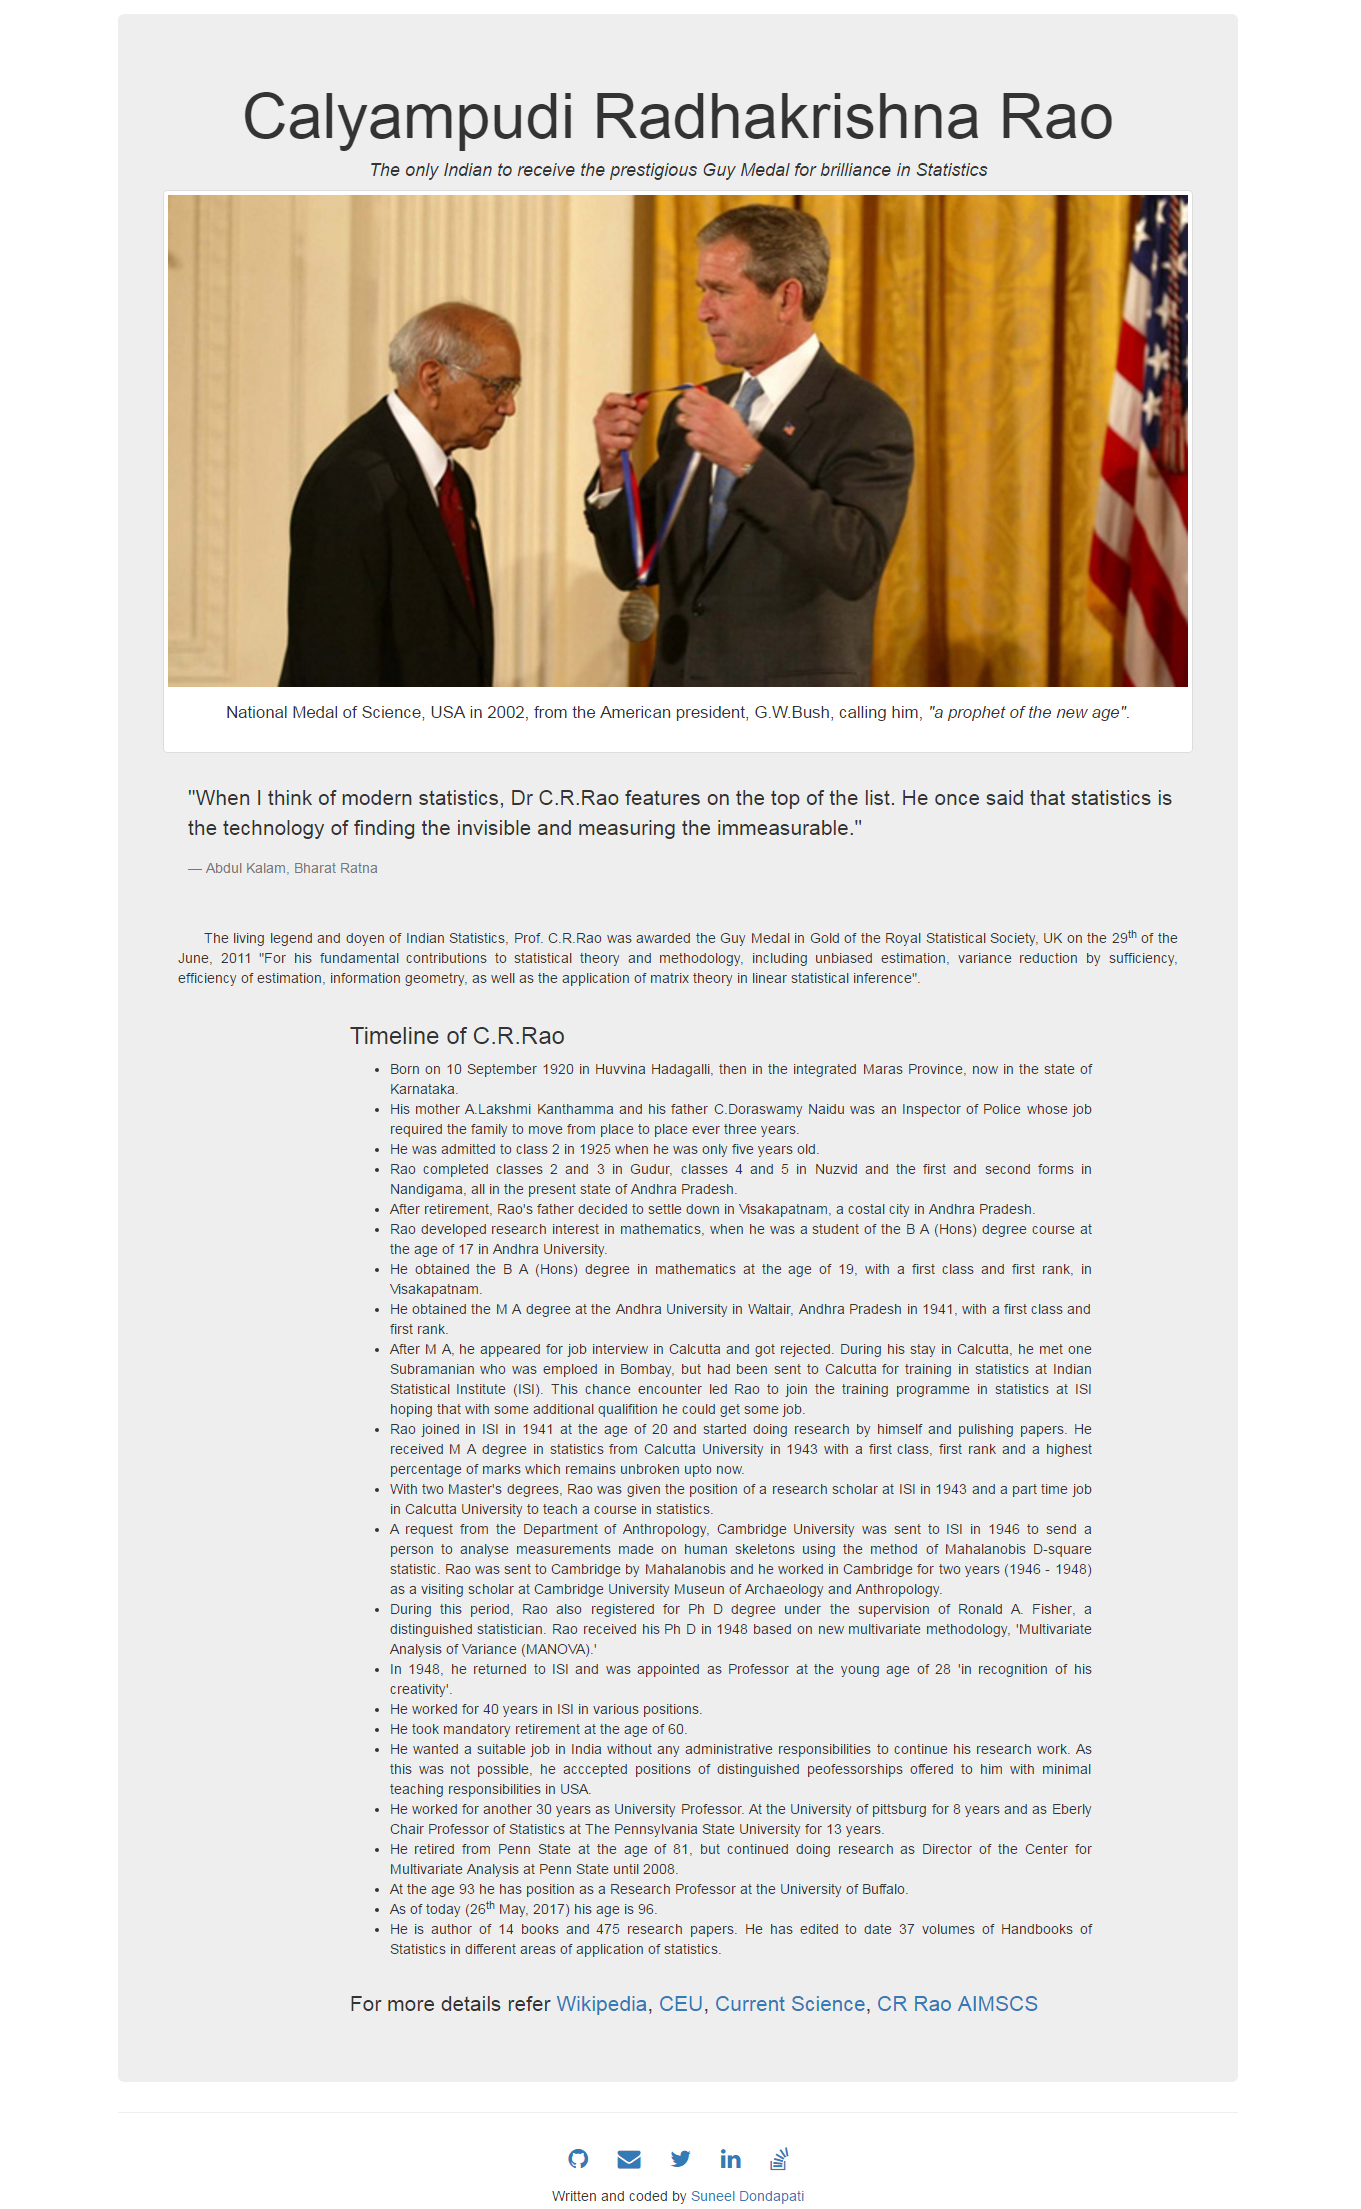 Calyampudi Radhakrishna Rao
The only Indian to receive the prestigious Guy Medal for brilliance in Statistics
National Medal of Science, USA in 2002, from the American president, G.W.Bush, calling him, "a prophet of the new age".
"When I think of modern statistics, Dr C.R.Rao features on the top of the list. He once said that statistics is
the technology of finding the invisible and measuring the immeasurable."
— Abdul Kalam, Bharat Ratna
The living legend and doyen of Indian Statistics, Prof. C.R.Rao was awarded the Guy Medal in Gold of the Royal Statistical Society, UK on the 29th of the
June, 2011 "For his fundamental contributions to statistical theory and methodology, including unbiased estimation, variance reduction by sufficiency,
efficiency of estimation, information geometry, as well as the application of matrix theory in linear statistical inference".
Timeline of C.R.Rao
• Born on 10 September 1920 in Huvvina Hadagalli, then in the integrated Maras Province, now in the state of
Karnataka.
• His mother A.Lakshmi Kanthamma and his father C.Doraswamy Naidu was an Inspector of Police whose job
required the family to move from place to place ever three years.
• He was admitted to class 2 in 1925 when he was only five years old.
• Rao completed classes 2 and 3 in Gudur, classes 4 and 5 in Nuzvid and the first and second forms in
Nandigama, all in the present state of Andhra Pradesh.
• After retirement, Rao's father decided to settle down in Visakapatnam, a costal city in Andhra Pradesh.
• Rao developed research interest in mathematics, when he was a student of the B A (Hons) degree course at
the age of 17 in Andhra University.
• He obtained the B A (Hons) degree in mathematics at the age of 19, with a first class and first rank, in
Visakapatnam.
• He obtained the M A degree at the Andhra University in Waltair, Andhra Pradesh in 1941, with a first class and
first rank.
• After M A, he appeared for job interview in Calcutta and got rejected. During his stay in Calcutta, he met one
Subramanian who was emploed in Bombay, but had been sent to Calcutta for training in statistics at Indian
Statistical Institute (ISI). This chance encounter led Rao to join the training programme in statistics at ISI
hoping that with some additional qualifition he could get some job.
• Rao joined in ISI in 1941 at the age of 20 and started doing research by himself and pulishing papers. He
received M A degree in statistics from Calcutta University in 1943 with a first class, first rank and a highest
percentage of marks which remains unbroken upto now.
• With two Master's degrees, Rao was given the position of a research scholar at ISI in 1943 and a part time job
in Calcutta University to teach a course in statistics.
• A request from the Department of Anthropology, Cambridge University was sent to ISI in 1946 to send a
person to analyse measurements made on human skeletons using the method of Mahalanobis D-square
statistic. Rao was sent to Cambridge by Mahalanobis and he worked in Cambridge for two years (1946 - 1948)
as a visiting scholar at Cambridge University Museun of Archaeology and Anthropology.
• During this period, Rao also registered for Ph D degree under the supervision of Ronald A. Fisher, a
distinguished statistician. Rao received his Ph D in 1948 based on new multivariate methodology, 'Multivariate
Analysis of Variance (MANOVA).'
• In 1948, he returned to ISI and was appointed as Professor at the young age of 28 'in recognition of his
creativity'.
• He worked for 40 years in ISI in various positions.
• He took mandatory retirement at the age of 60.
• He wanted a suitable job in India without any administrative responsibilities to continue his research work. As
this was not possible, he acccepted positions of distinguished peofessorships offered to him with minimal
teaching responsibilities in USA.
• He worked for another 30 years as University Professor. At the University of pittsburg for 8 years and as Eberly
Chair Professor of Statistics at The Pennsylvania State University for 13 years.
• He retired from Penn State at the age of 81, but continued doing research as Director of the Center for
Multivariate Analysis at Penn State until 2008.
• At the age 93 he has position as a Research Professor at the University of Buffalo.
• As of today (26th May, 2017) his age is 96.
• He is author of 14 books and 475 research papers. He has edited to date 37 volumes of Handbooks of
Statistics in different areas of application of statistics.
For more details refer Wikipedia, CEU, Current Science, CR Rao AIMSCS
Written and coded by Suneel Dondapati